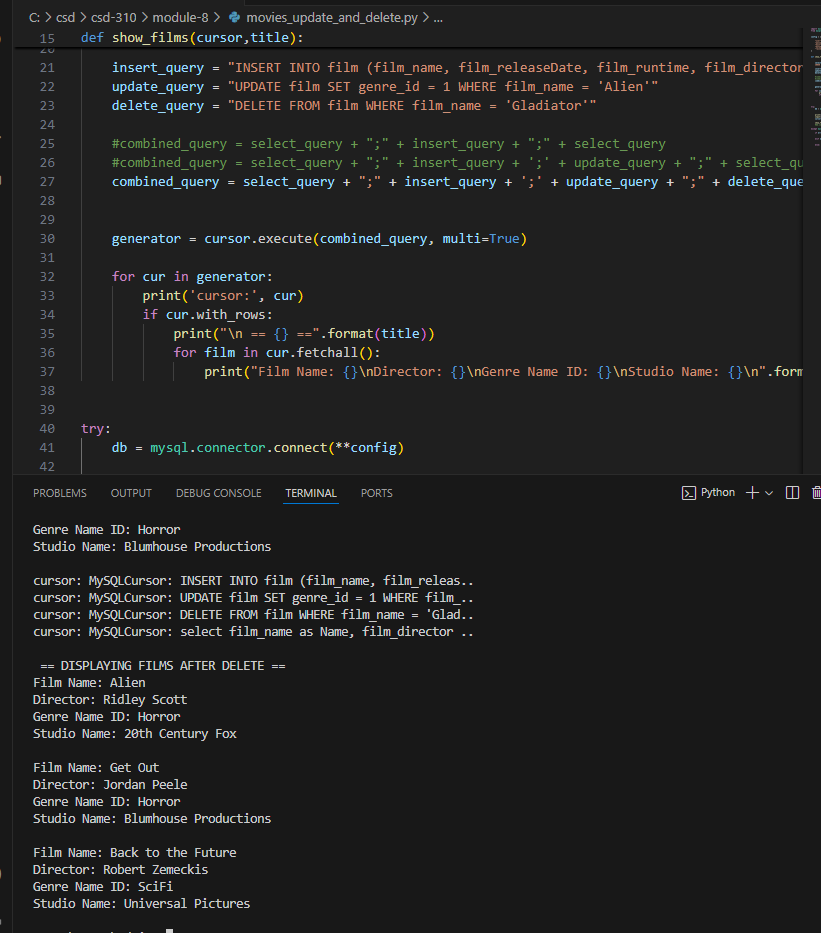 C: > csd > csd-310 > module-8 > movies_update_and_delete.py > ...
15 def show_films(cursor,title):
20
21 insert_query = "INSERT INTO film (film_name, film_releaseDate, film_runtime, film_director
22 update_query = "UPDATE film SET genre_id = 1 WHERE film_name = 'Alien'"
23 delete_query = "DELETE FROM film WHERE film_name = 'Gladiator'"
24
25 #combined_query = select_query + ";" + insert_query + ";" + select_query
26 #combined_query = select_query + ";" + insert_query + ';' + update_query + ";" + select_qu
27 combined_query = select_query + ";" + insert_query + ';' + update_query + ";" + delete_que
28
29
30 generator = cursor.execute(combined_query, multi=True)
31
32 for cur in generator:
33 print('cursor:', cur)
34 if cur.with_rows:
35 print("\n == {} ==".format(title))
36 for film in cur.fetchall():
37 print("Film Name: {}\nDirector: {}\nGenre Name ID: {}\nStudio Name: {}\n".form
38
39
40 try:
41 db = mysql.connector.connect(**config)
42
PROBLEMS OUTPUT DEBUG CONSOLE TERMINAL PORTS Python
Genre Name ID: Horror
Studio Name: Blumhouse Productions
cursor: MySQLCursor: INSERT INTO film (film_name, film_releas..
cursor: MySQLCursor: UPDATE film SET genre_id = 1 WHERE film_..
cursor: MySQLCursor: DELETE FROM film WHERE film_name = 'Glad..
cursor: MySQLCursor: select film_name as Name, film_director ..
== DISPLAYING FILMS AFTER DELETE ==
Film Name: Alien
Director: Ridley Scott
Genre Name ID: Horror
Studio Name: 20th Century Fox
Film Name: Get Out
Director: Jordan Peele
Genre Name ID: Horror
Studio Name: Blumhouse Productions
Film Name: Back to the Future
Director: Robert Zemeckis
Genre Name ID: SciFi
Studio Name: Universal Pictures